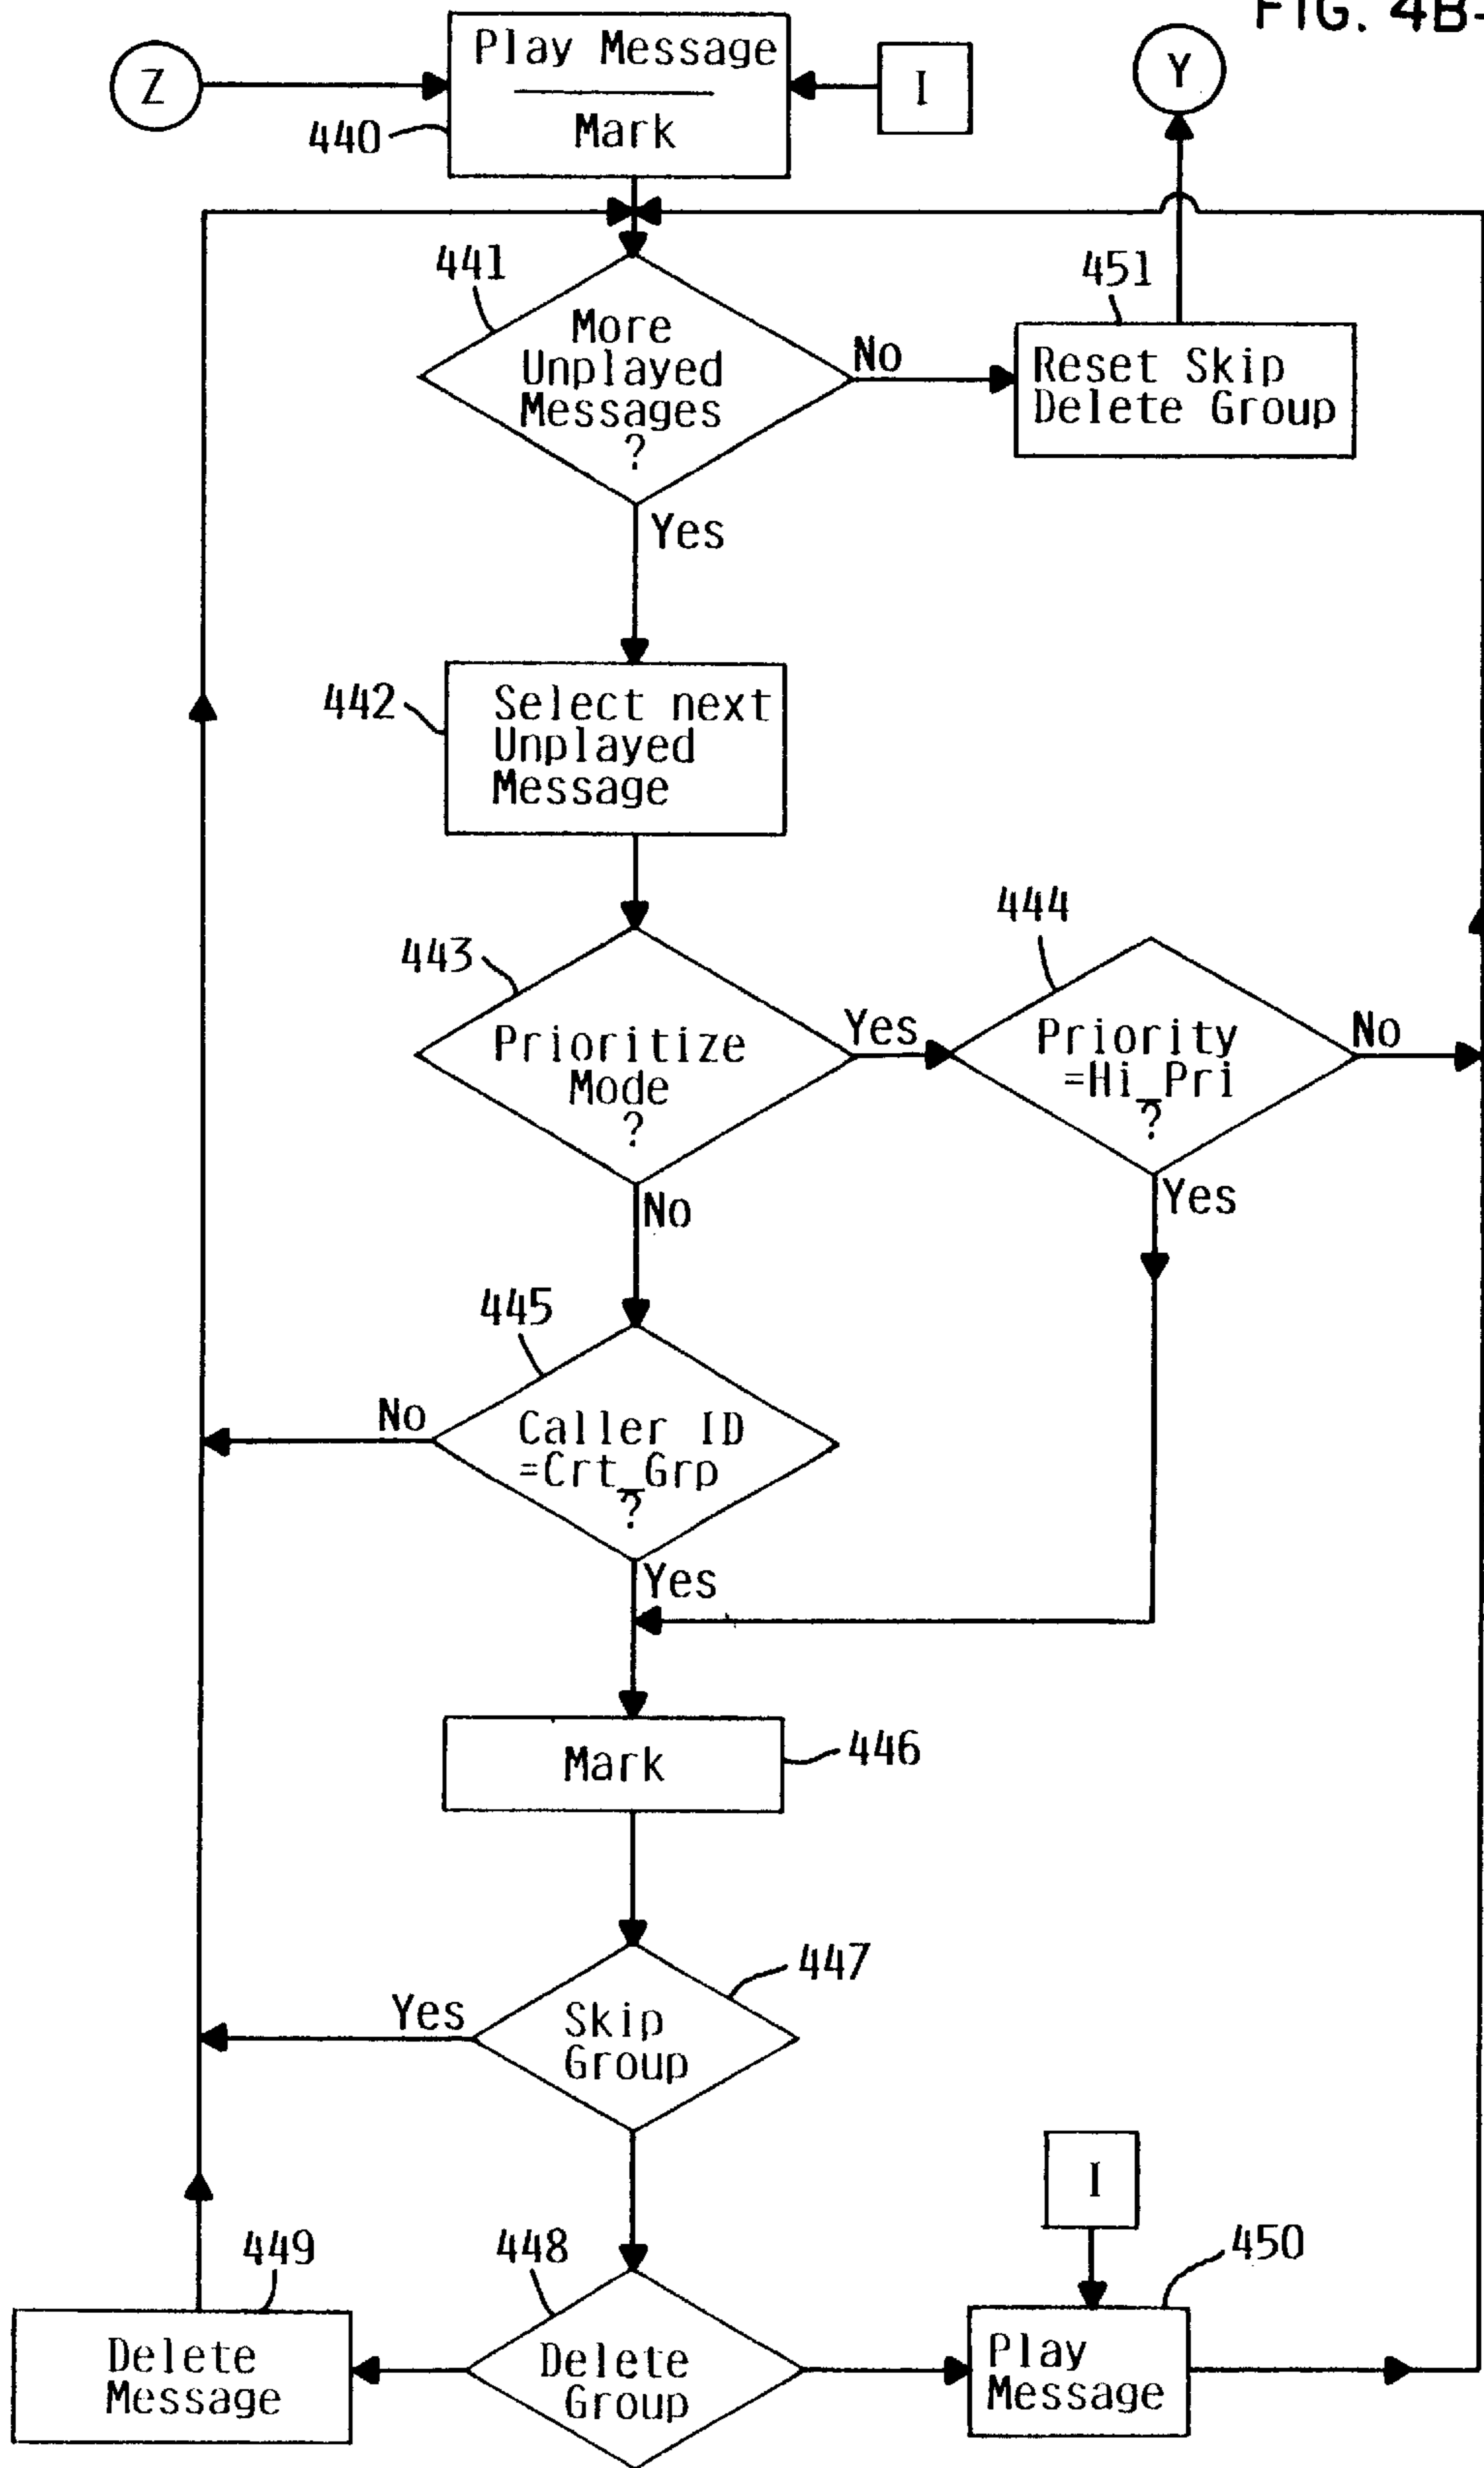 FIG. 4B-
Z
Play Message
Mark
I
Y
440
441
More
Unplayed
Messages
?
No
451
Reset Skip
Delete Group
Yes
442
Select next
Unplayed
Message
443
Prioritize
Mode
?
Yes
444
Priority
=Hi_Pri
?
No
Yes
No
445
Caller ID
=Crt_Grp
?
No
Yes
Mark
446
447
Skip
Group
Yes
I
448
Delete
Group
449
Delete
Message
450
Play
Message